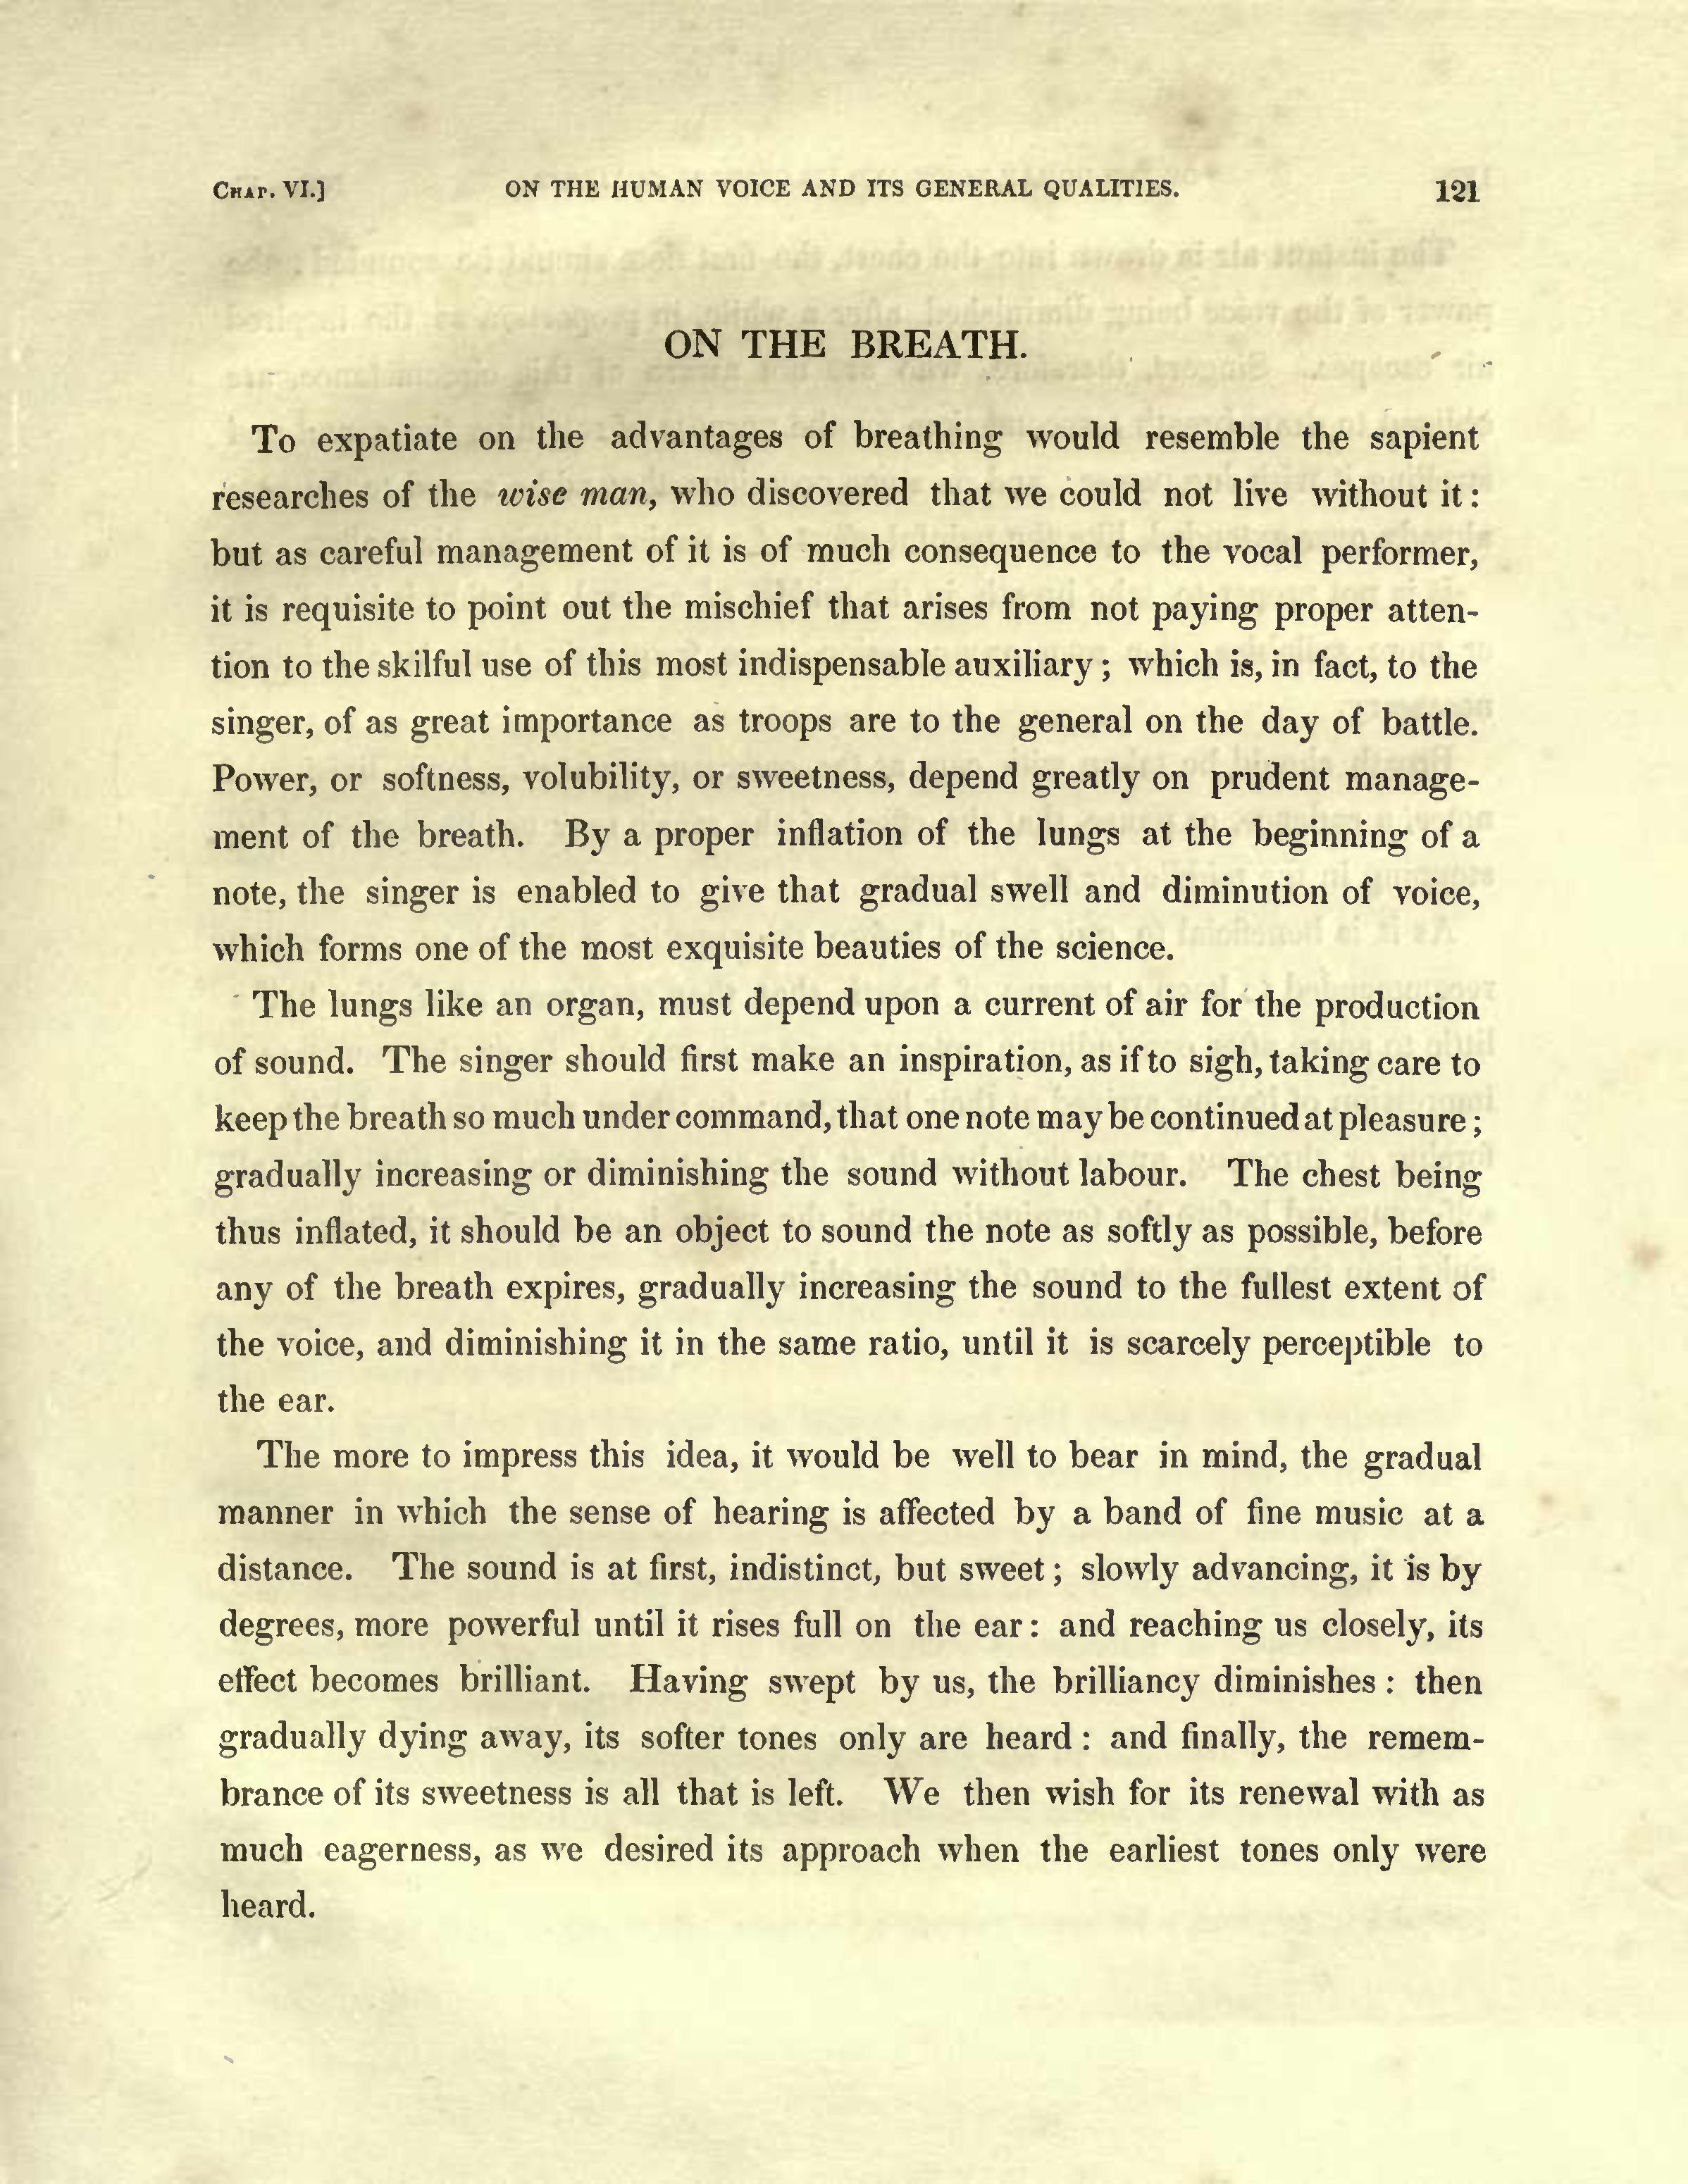 CHAP. VI.] ON THE HUMAN VOICE AND ITS GENERAL QUALITIES. 121
ON THE BREATH.
To expatiate on the advantages of breathing would resemble the sapient
researches of the wise man, who discovered that we could not live without it:
but as careful management of it is of much consequence to the vocal performer,
it is requisite to point out the mischief that arises from not paying proper atten-
tion to the skilful use of this most indispensable auxiliary; which is, in fact, to the
singer, of as great importance as troops are to the general on the day of battle.
Power, or softness, volubility, or sweetness, depend greatly on prudent manage-
ment of the breath. By a proper inflation of the lungs at the beginning of a
note, the singer is enabled to give that gradual swell and diminution of voice,
which forms one of the most exquisite beauties of the science.
The lungs like an organ, must depend upon a current of air for the production
of sound. The singer should first make an inspiration, as if to sigh, taking care to
keep the breath so much under command, that one note may be continued at pleasure;
gradually increasing or diminishing the sound without labour. The chest being
thus inflated, it should be an object to sound the note as softly as possible, before
any of the breath expires, gradually increasing the sound to the fullest extent of
the voice, and diminishing it in the same ratio, until it is scarcely perceptible to
the ear.
The more to impress this idea, it would be well to bear in mind, the gradual
manner in which the sense of hearing is affected by a band of fine music at a
distance. The sound is at first, indistinct, but sweet; slowly advancing, it is by
degrees, more powerful until it rises full on the ear: and reaching us closely, its
effect becomes brilliant. Having swept by us, the brilliancy diminishes: then
gradually dying away, its softer tones only are heard: and finally, the remem-
brance of its sweetness is all that is left. We then wish for its renewal with as
much eagerness, as we desired its approach when the earliest tones only were
heard.